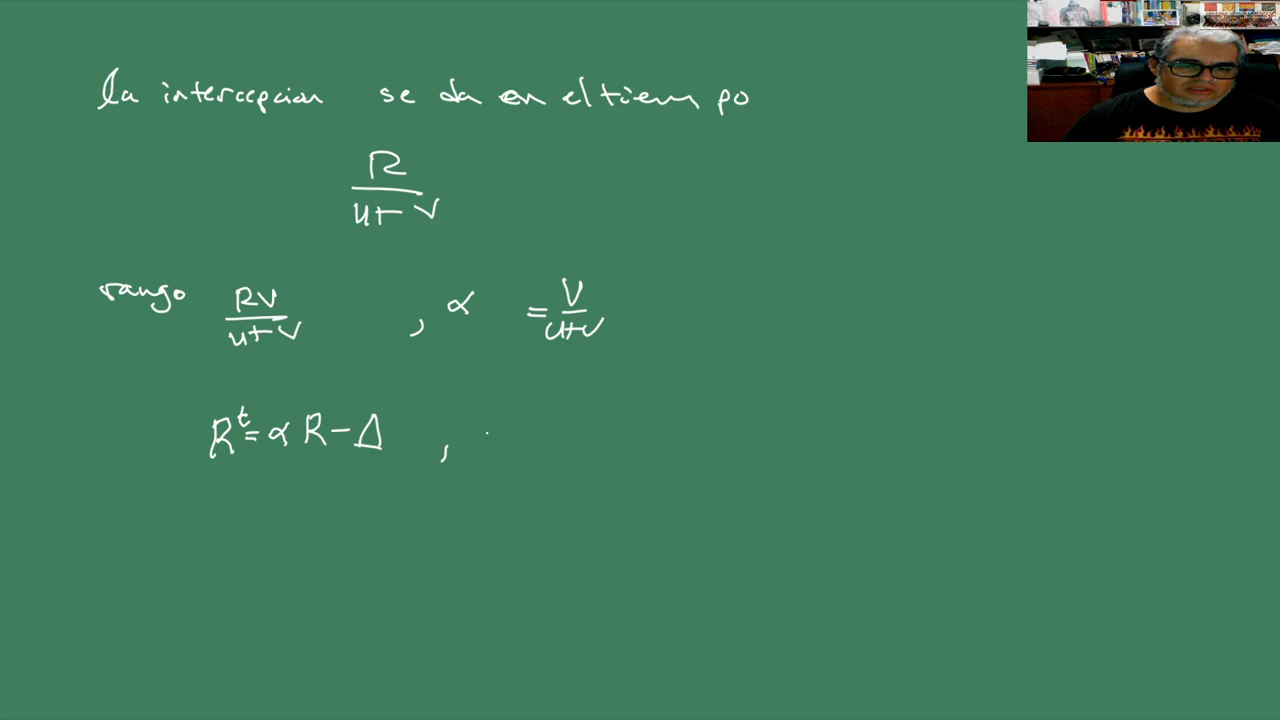 la intercepcion se da en el tiempo
R
u+v
rango RV/u+v , α = V/u+v
R^t = α R - Δ ,